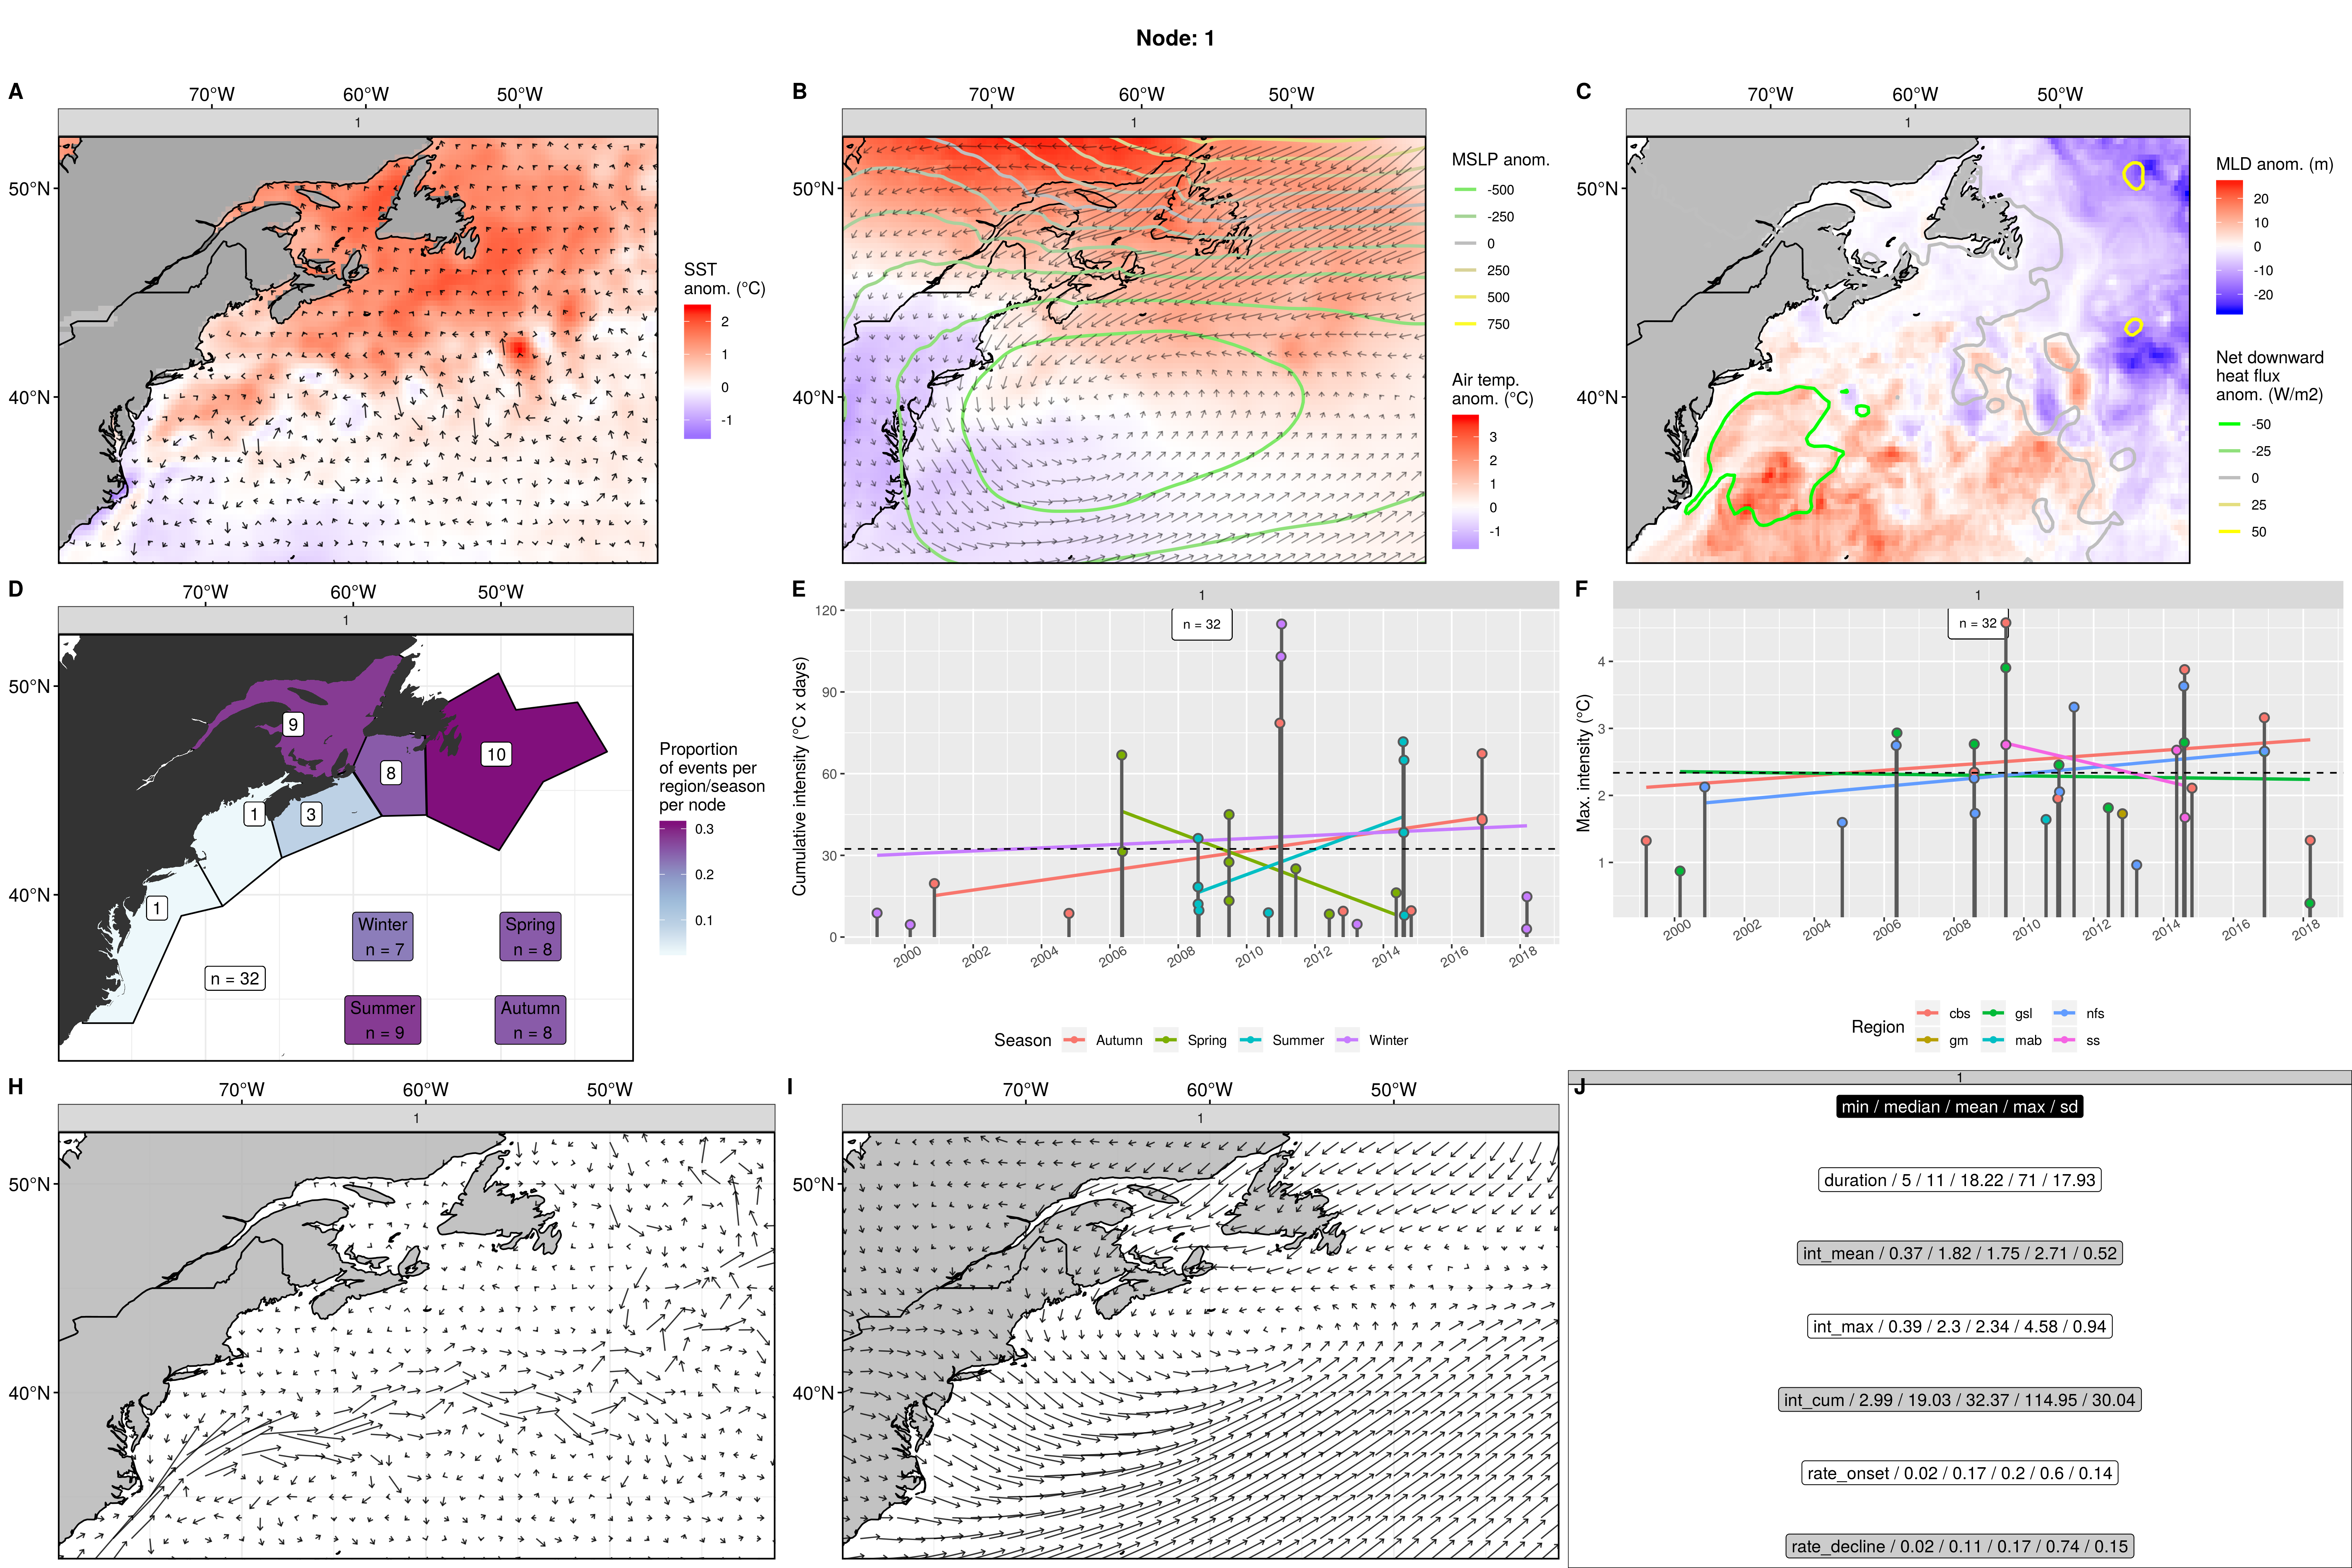 Node: 1
A
70°W 60°W 50°W
1
50°N
40°N
SST
anom. (°C)
2
1
0
-1
B
70°W 60°W 50°W
1
50°N
40°N
MSLP anom.
-500
-250
0
250
500
750
Air temp.
anom. (°C)
3
2
1
0
-1
C
70°W 60°W 50°W
1
50°N
40°N
MLD anom. (m)
20
10
0
-10
-20
Net downward
heat flux
anom. (W/m2)
-50
-25
0
25
50
D
70°W 60°W 50°W
1
50°N
40°N
9
10
8
1
3
1
n = 32
Winter
n = 7
Spring
n = 8
Summer
n = 9
Autumn
n = 8
Proportion
of events per
region/season
per node
0.3
0.2
0.1
E
1
n = 32
Cumulative intensity (°C x days)
120
90
60
30
0
2000 2002 2004 2006 2008 2010 2012 2014 2016 2018
Season Autumn Spring Summer Winter
F
1
n = 32
Max. intensity (°C)
4
3
2
1
2000 2002 2004 2006 2008 2010 2012 2014 2016 2018
Region
cbs gsl nfs
gm mab ss
H
70°W 60°W 50°W
1
50°N
40°N
I
70°W 60°W 50°W
1
50°N
40°N
J
1
min / median / mean / max / sd
duration / 5 / 11 / 18.22 / 71 / 17.93
int_mean / 0.37 / 1.82 / 1.75 / 2.71 / 0.52
int_max / 0.39 / 2.3 / 2.34 / 4.58 / 0.94
int_cum / 2.99 / 19.03 / 32.37 / 114.95 / 30.04
rate_onset / 0.02 / 0.17 / 0.2 / 0.6 / 0.14
rate_decline / 0.02 / 0.11 / 0.17 / 0.74 / 0.15